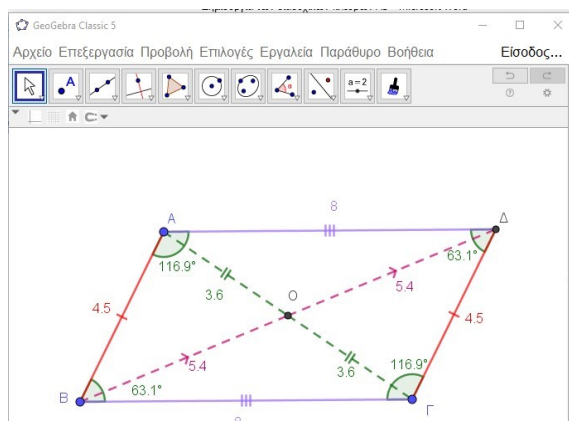 GeoGebra Classic 5
Αρχείο Επεξεργασία Προβολή Επιλογές Εργαλεία Παράθυρο Βοήθεια Είσοδος...
A α a=2
8
Α Δ
116.9° 63.1°
3.6 Ο 5.4
4.5 4.5
5.4 3.6 116.9°
Β 63.1° Γ